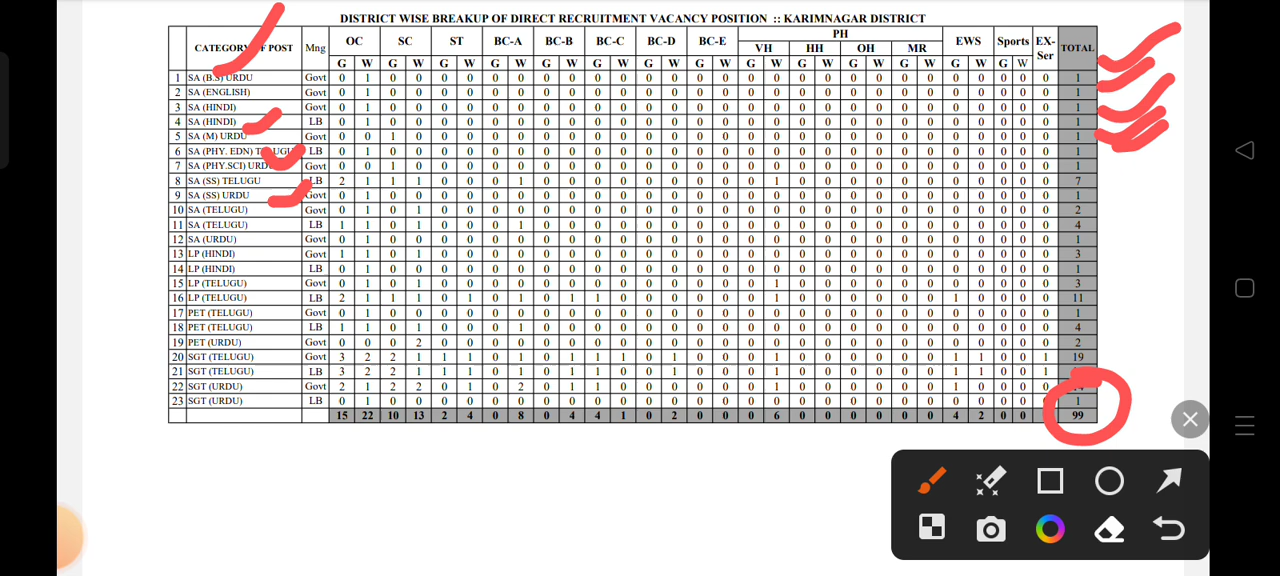 DISTRICT WISE BREAKUP OF DIRECT RECRUITMENT VACANCY POSITION :: KARIMNAGAR DISTRICT
CATEGORY OF POST Mng OC SC ST BC-A BC-B BC-C BC-D BC-E PH EWS Sports EX-Ser TOTAL
VH HH OH MR
G W G W G W G W G W G W G W G W G W G W G W G W G W G W
1 SA (B.S) URDU Govt 0 1 0 0 0 0 0 0 0 0 0 0 0 0 0 0 0 0 0 0 0 0 0 0 0 0 0 0 0 1
2 SA (ENGLISH) Govt 0 1 0 0 0 0 0 0 0 0 0 0 0 0 0 0 0 0 0 0 0 0 0 0 0 0 0 0 0 1
3 SA (HINDI) Govt 0 1 0 0 0 0 0 0 0 0 0 0 0 0 0 0 0 0 0 0 0 0 0 0 0 0 0 0 0 1
4 SA (HINDI) LB 0 1 0 0 0 0 0 0 0 0 0 0 0 0 0 0 0 0 0 0 0 0 0 0 0 0 0 0 0 1
5 SA (M) URDU Govt 0 0 1 0 0 0 0 0 0 0 0 0 0 0 0 0 0 0 0 0 0 0 0 0 0 0 0 0 0 1
6 SA (PHY. EDN) TELUGU LB 0 1 0 0 0 0 0 0 0 0 0 0 0 0 0 0 0 0 0 0 0 0 0 0 0 0 0 0 0 1
7 SA (PHY.SCI) URDU Govt 0 0 1 0 0 0 0 0 0 0 0 0 0 0 0 0 0 0 0 0 0 0 0 0 0 0 0 0 0 1
8 SA (SS) TELUGU LB 2 1 1 1 0 0 0 1 0 0 0 0 0 0 0 0 0 1 0 0 0 0 0 0 0 0 0 0 0 7
9 SA (SS) URDU Govt 0 1 0 0 0 0 0 0 0 0 0 0 0 0 0 0 0 0 0 0 0 0 0 0 0 0 0 0 0 1
10 SA (TELUGU) Govt 0 1 0 1 0 0 0 0 0 0 0 0 0 0 0 0 0 0 0 0 0 0 0 0 0 0 0 0 0 2
11 SA (TELUGU) LB 1 1 0 1 0 0 0 1 0 0 0 0 0 0 0 0 0 0 0 0 0 0 0 0 0 0 0 0 0 4
12 SA (URDU) Govt 0 1 0 0 0 0 0 0 0 0 0 0 0 0 0 0 0 0 0 0 0 0 0 0 0 0 0 0 0 1
13 LP (HINDI) Govt 1 1 0 1 0 0 0 0 0 0 0 0 0 0 0 0 0 0 0 0 0 0 0 0 0 0 0 0 0 3
14 LP (HINDI) LB 0 1 0 0 0 0 0 0 0 0 0 0 0 0 0 0 0 0 0 0 0 0 0 0 0 0 0 0 0 1
15 LP (TELUGU) Govt 0 1 0 1 0 0 0 0 0 0 0 0 0 0 0 0 0 1 0 0 0 0 0 0 0 0 0 0 0 3
16 LP (TELUGU) LB 2 1 1 1 0 1 0 1 0 1 1 0 0 0 0 0 0 1 0 0 0 0 0 0 1 0 0 0 0 11
17 PET (TELUGU) Govt 0 1 0 0 0 0 0 0 0 0 0 0 0 0 0 0 0 0 0 0 0 0 0 0 0 0 0 0 0 1
18 PET (TELUGU) LB 1 1 0 1 0 0 0 1 0 0 0 0 0 0 0 0 0 0 0 0 0 0 0 0 0 0 0 0 0 4
19 PET (URDU) Govt 0 0 0 2 0 0 0 0 0 0 0 0 0 0 0 0 0 0 0 0 0 0 0 0 0 0 0 0 0 2
20 SGT (TELUGU) Govt 3 2 2 1 1 1 0 1 0 1 1 1 0 1 0 0 0 1 0 0 0 0 0 0 1 1 0 0 1 19
21 SGT (TELUGU) LB 3 2 2 1 1 1 0 1 0 1 1 0 0 1 0 0 0 1 0 0 0 0 0 0 1 1 0 0 1
22 SGT (URDU) Govt 2 1 2 2 0 1 0 2 0 1 1 0 0 0 0 0 0 1 0 0 0 0 0 0 1 0 0 0 0
23 SGT (URDU) LB 0 1 0 0 0 0 0 0 0 0 0 0 0 0 0 0 0 0 0 0 0 0 0 0 0 0 0 0 0 1
15 22 10 13 2 4 0 8 0 4 4 1 0 2 0 0 0 6 0 0 0 0 0 0 4 2 0 0 99